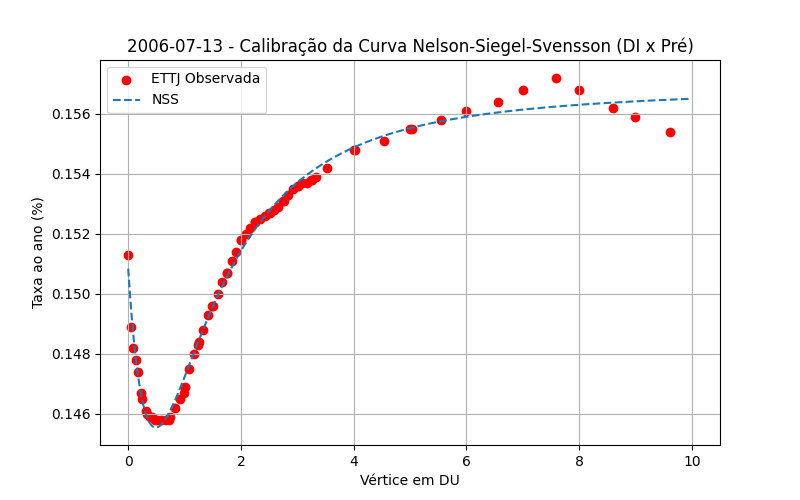 2006-07-13 - Calibração da Curva Nelson-Siegel-Svensson (DI x Pré)
ETTJ Observada
NSS
Taxa ao ano (%)
0.156
0.154
0.152
0.150
0.148
0.146
0 2 4 6 8 10
Vértice em DU